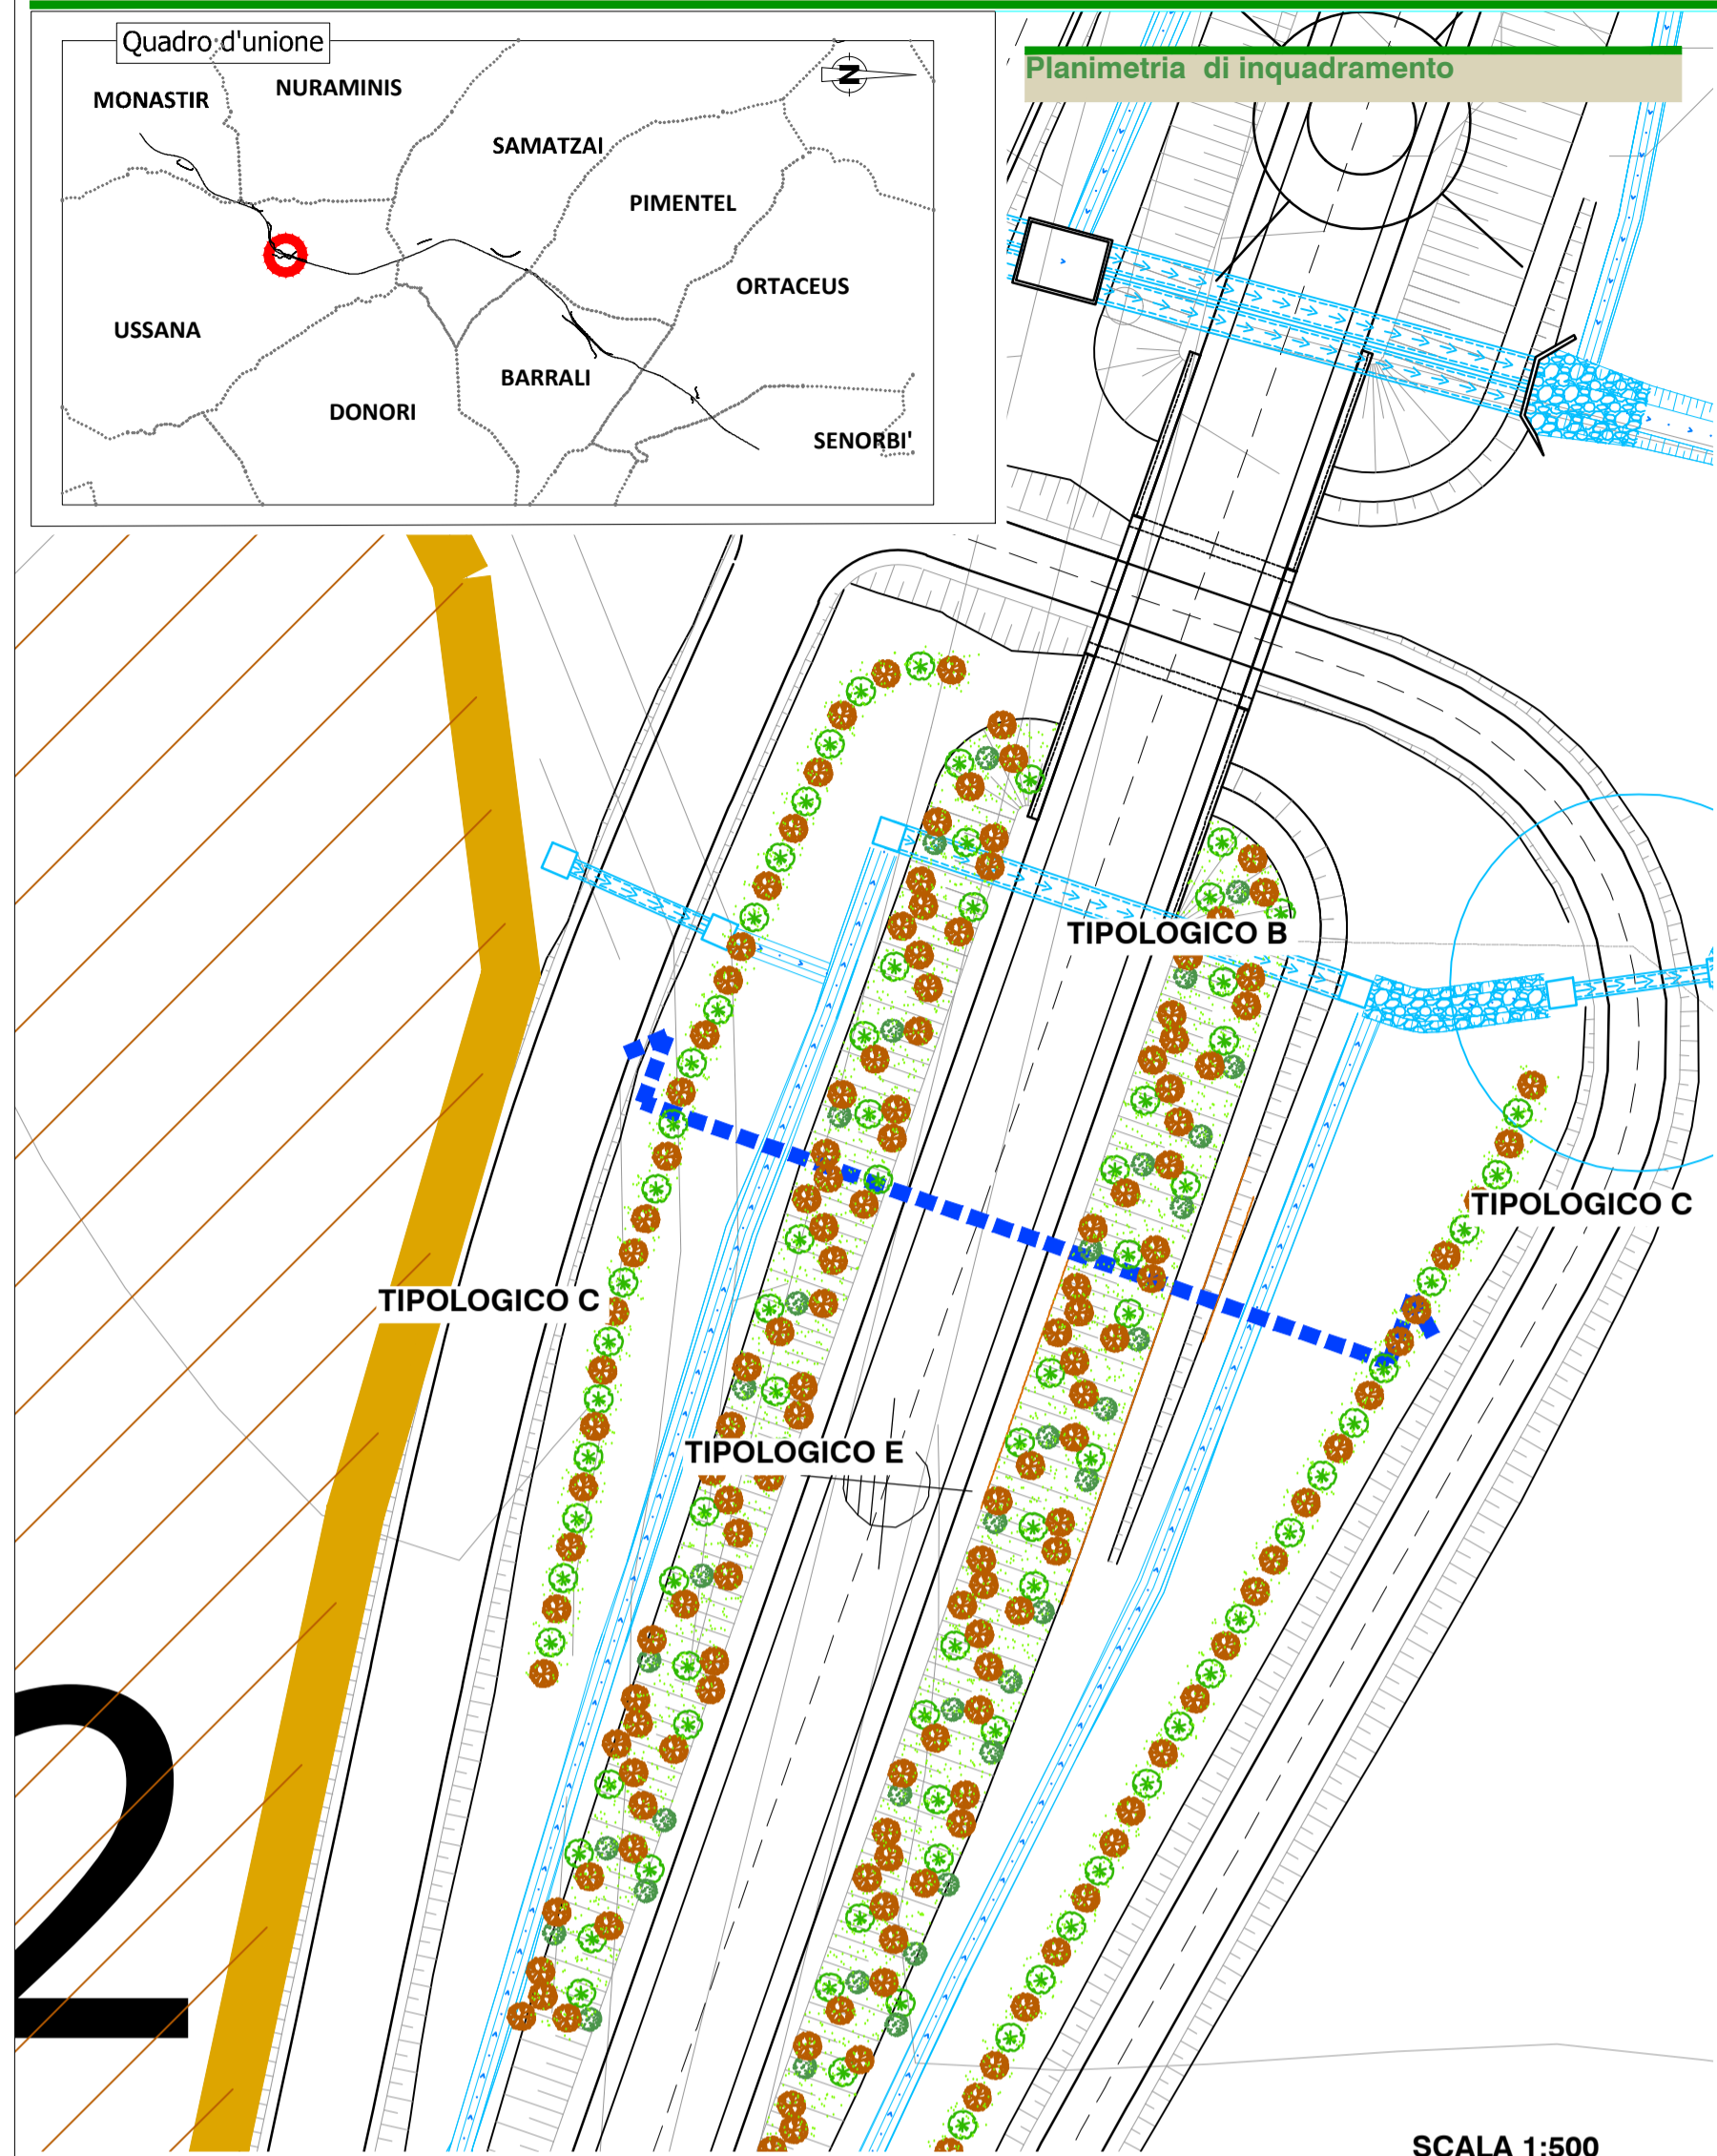 Quadro d'unione
MONASTIR
NURAMINIS
N
SAMATZAI
PIMENTEL
ORTACEUS
USSANA
BARRALI
DONORI
SENORBI'
Planimetria di inquadramento
TIPOLOGICO B
TIPOLOGICO C
TIPOLOGICO C
TIPOLOGICO E
2
SCALA 1:500